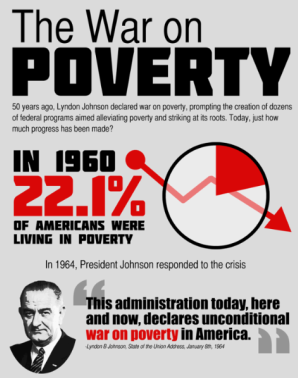 The War on
POVERTY
50 years ago, Lyndon Johnson declared war on poverty, prompting the creation of dozens
of federal programs aimed alleviating poverty and striking at its roots. Today, just how
much progress has been made?
IN 1960
22.1%
OF AMERICANS WERE
LIVING IN POVERTY
In 1964, President Johnson responded to the crisis
“This administration today, here
and now, declares unconditional
war on poverty in America. ”
-Lyndon B Johnson, State of the Union Address, January 8th, 1964